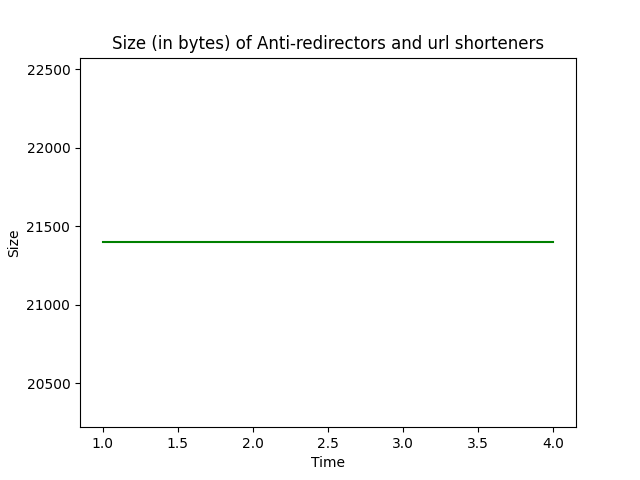 Size (in bytes) of Anti-redirectors and url shorteners
22500
22000
21500
21000
20500
Size
1.0 1.5 2.0 2.5 3.0 3.5 4.0
Time